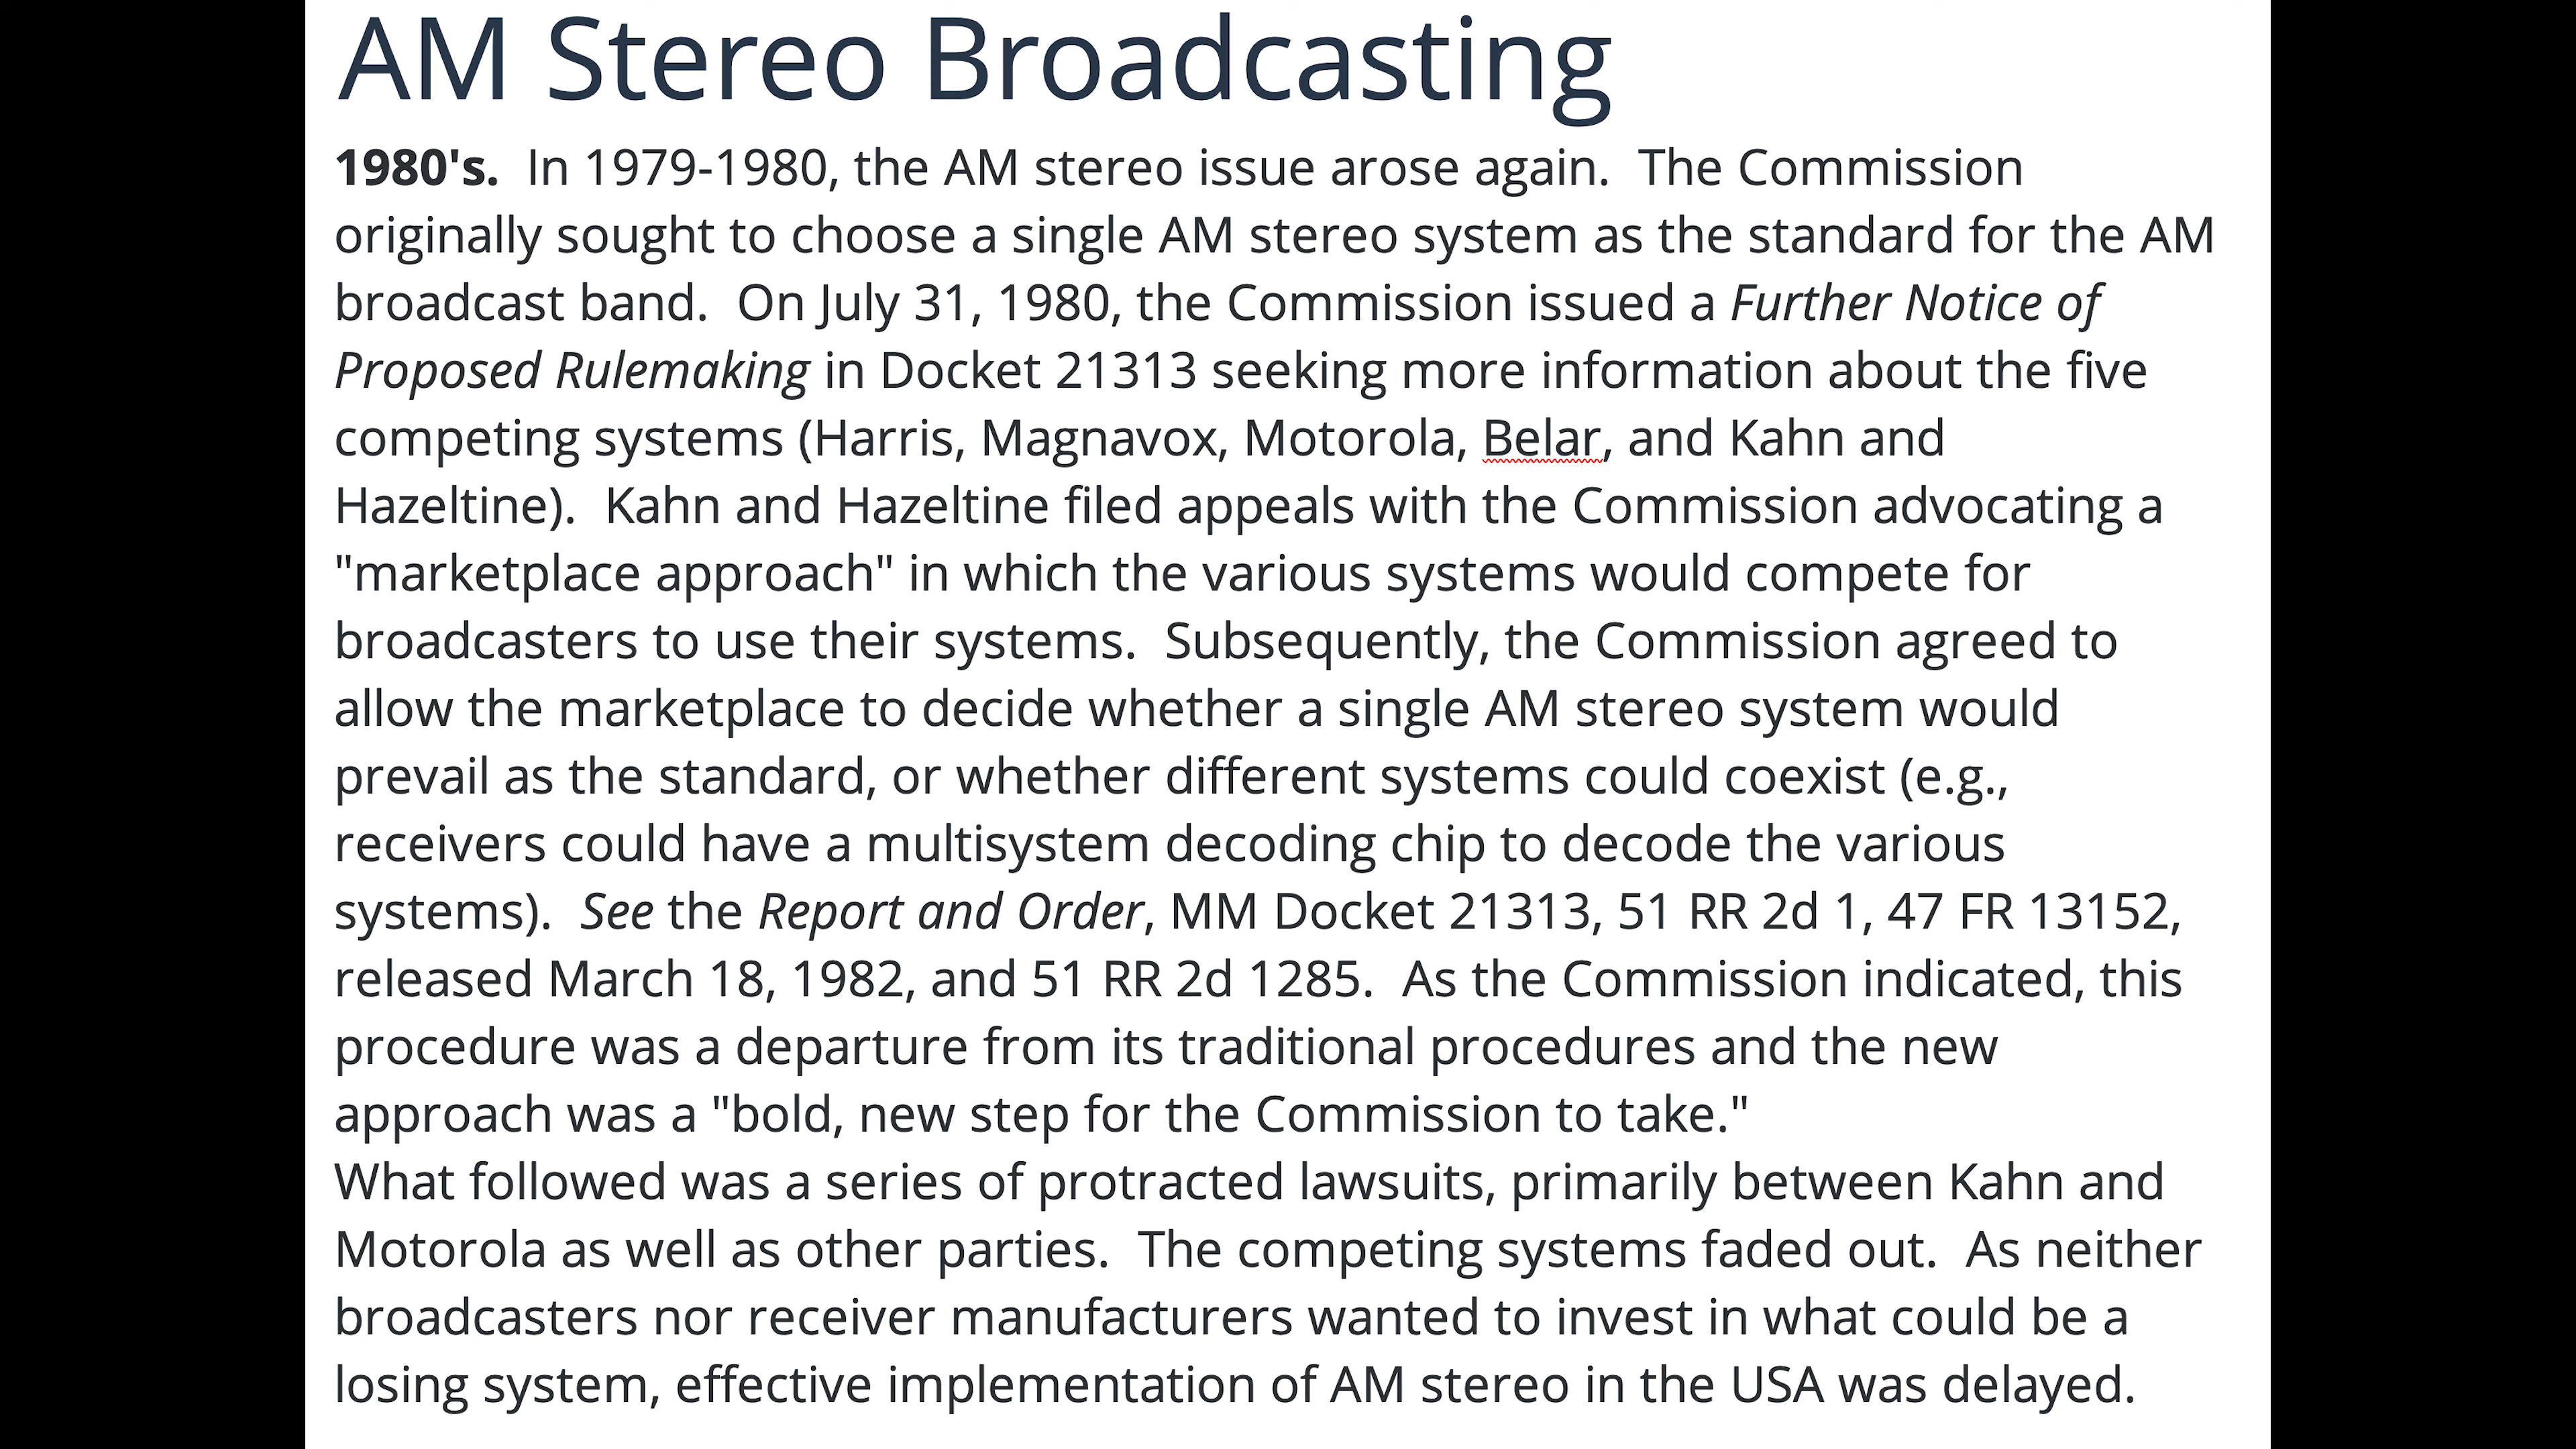 AM Stereo Broadcasting
1980's.  In 1979-1980, the AM stereo issue arose again.  The Commission
originally sought to choose a single AM stereo system as the standard for the AM
broadcast band.  On July 31, 1980, the Commission issued a Further Notice of
Proposed Rulemaking in Docket 21313 seeking more information about the five
competing systems (Harris, Magnavox, Motorola, Belar, and Kahn and
Hazeltine).  Kahn and Hazeltine filed appeals with the Commission advocating a
"marketplace approach" in which the various systems would compete for
broadcasters to use their systems.  Subsequently, the Commission agreed to
allow the marketplace to decide whether a single AM stereo system would
prevail as the standard, or whether different systems could coexist (e.g.,
receivers could have a multisystem decoding chip to decode the various
systems).  See the Report and Order, MM Docket 21313, 51 RR 2d 1, 47 FR 13152,
released March 18, 1982, and 51 RR 2d 1285.  As the Commission indicated, this
procedure was a departure from its traditional procedures and the new
approach was a "bold, new step for the Commission to take."
What followed was a series of protracted lawsuits, primarily between Kahn and
Motorola as well as other parties.  The competing systems faded out.  As neither
broadcasters nor receiver manufacturers wanted to invest in what could be a
losing system, effective implementation of AM stereo in the USA was delayed.